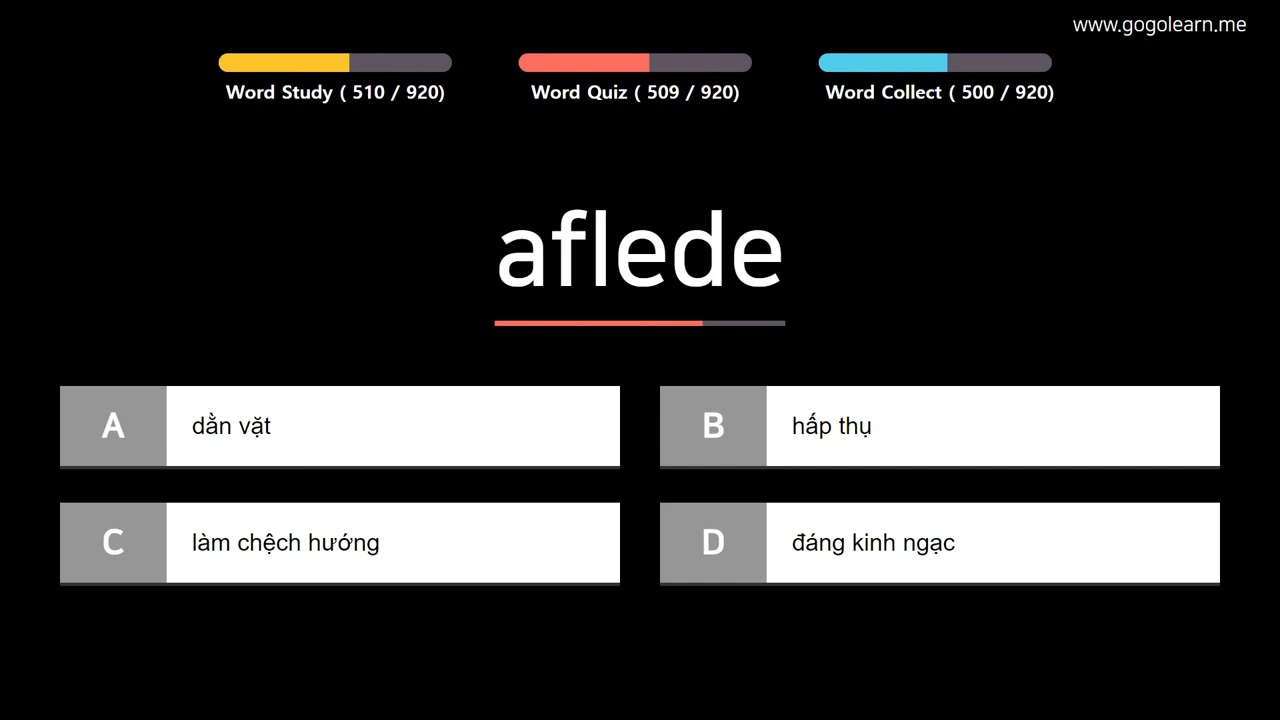 www.gogolearn.me
Word Study ( 510 / 920)
Word Quiz ( 509 / 920)
Word Collect ( 500 / 920)
aflede
A
dằn vặt
B
hấp thụ
C
làm chệch hướng
D
đáng kinh ngạc